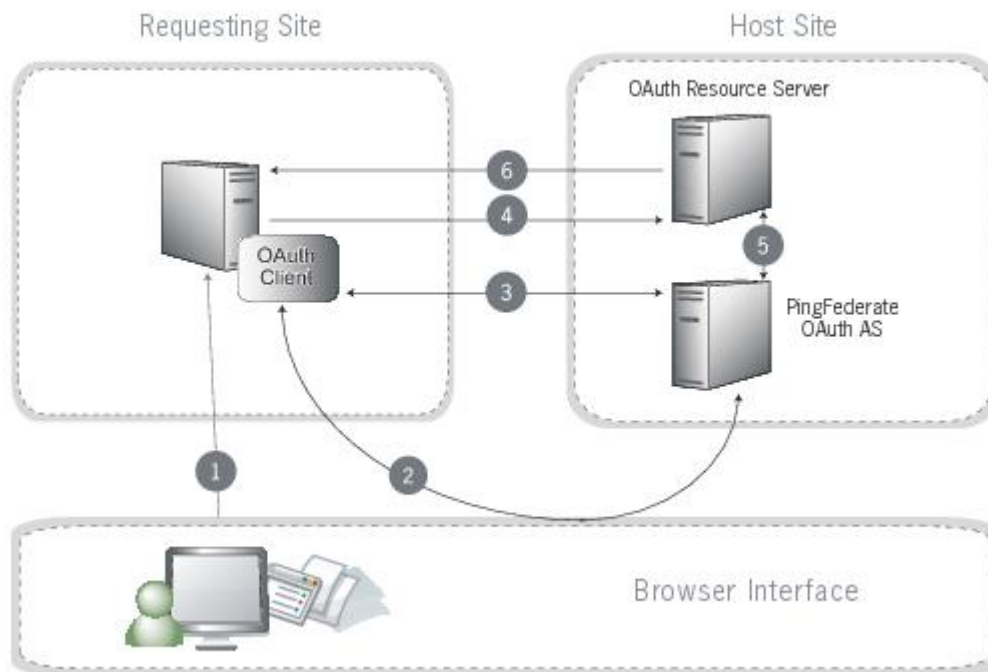 Requesting Site
Host Site
OAuth Resource Server
6
4
OAuth
Client
5
3
PingFederate
OAuth AS
1
2
Browser Interface